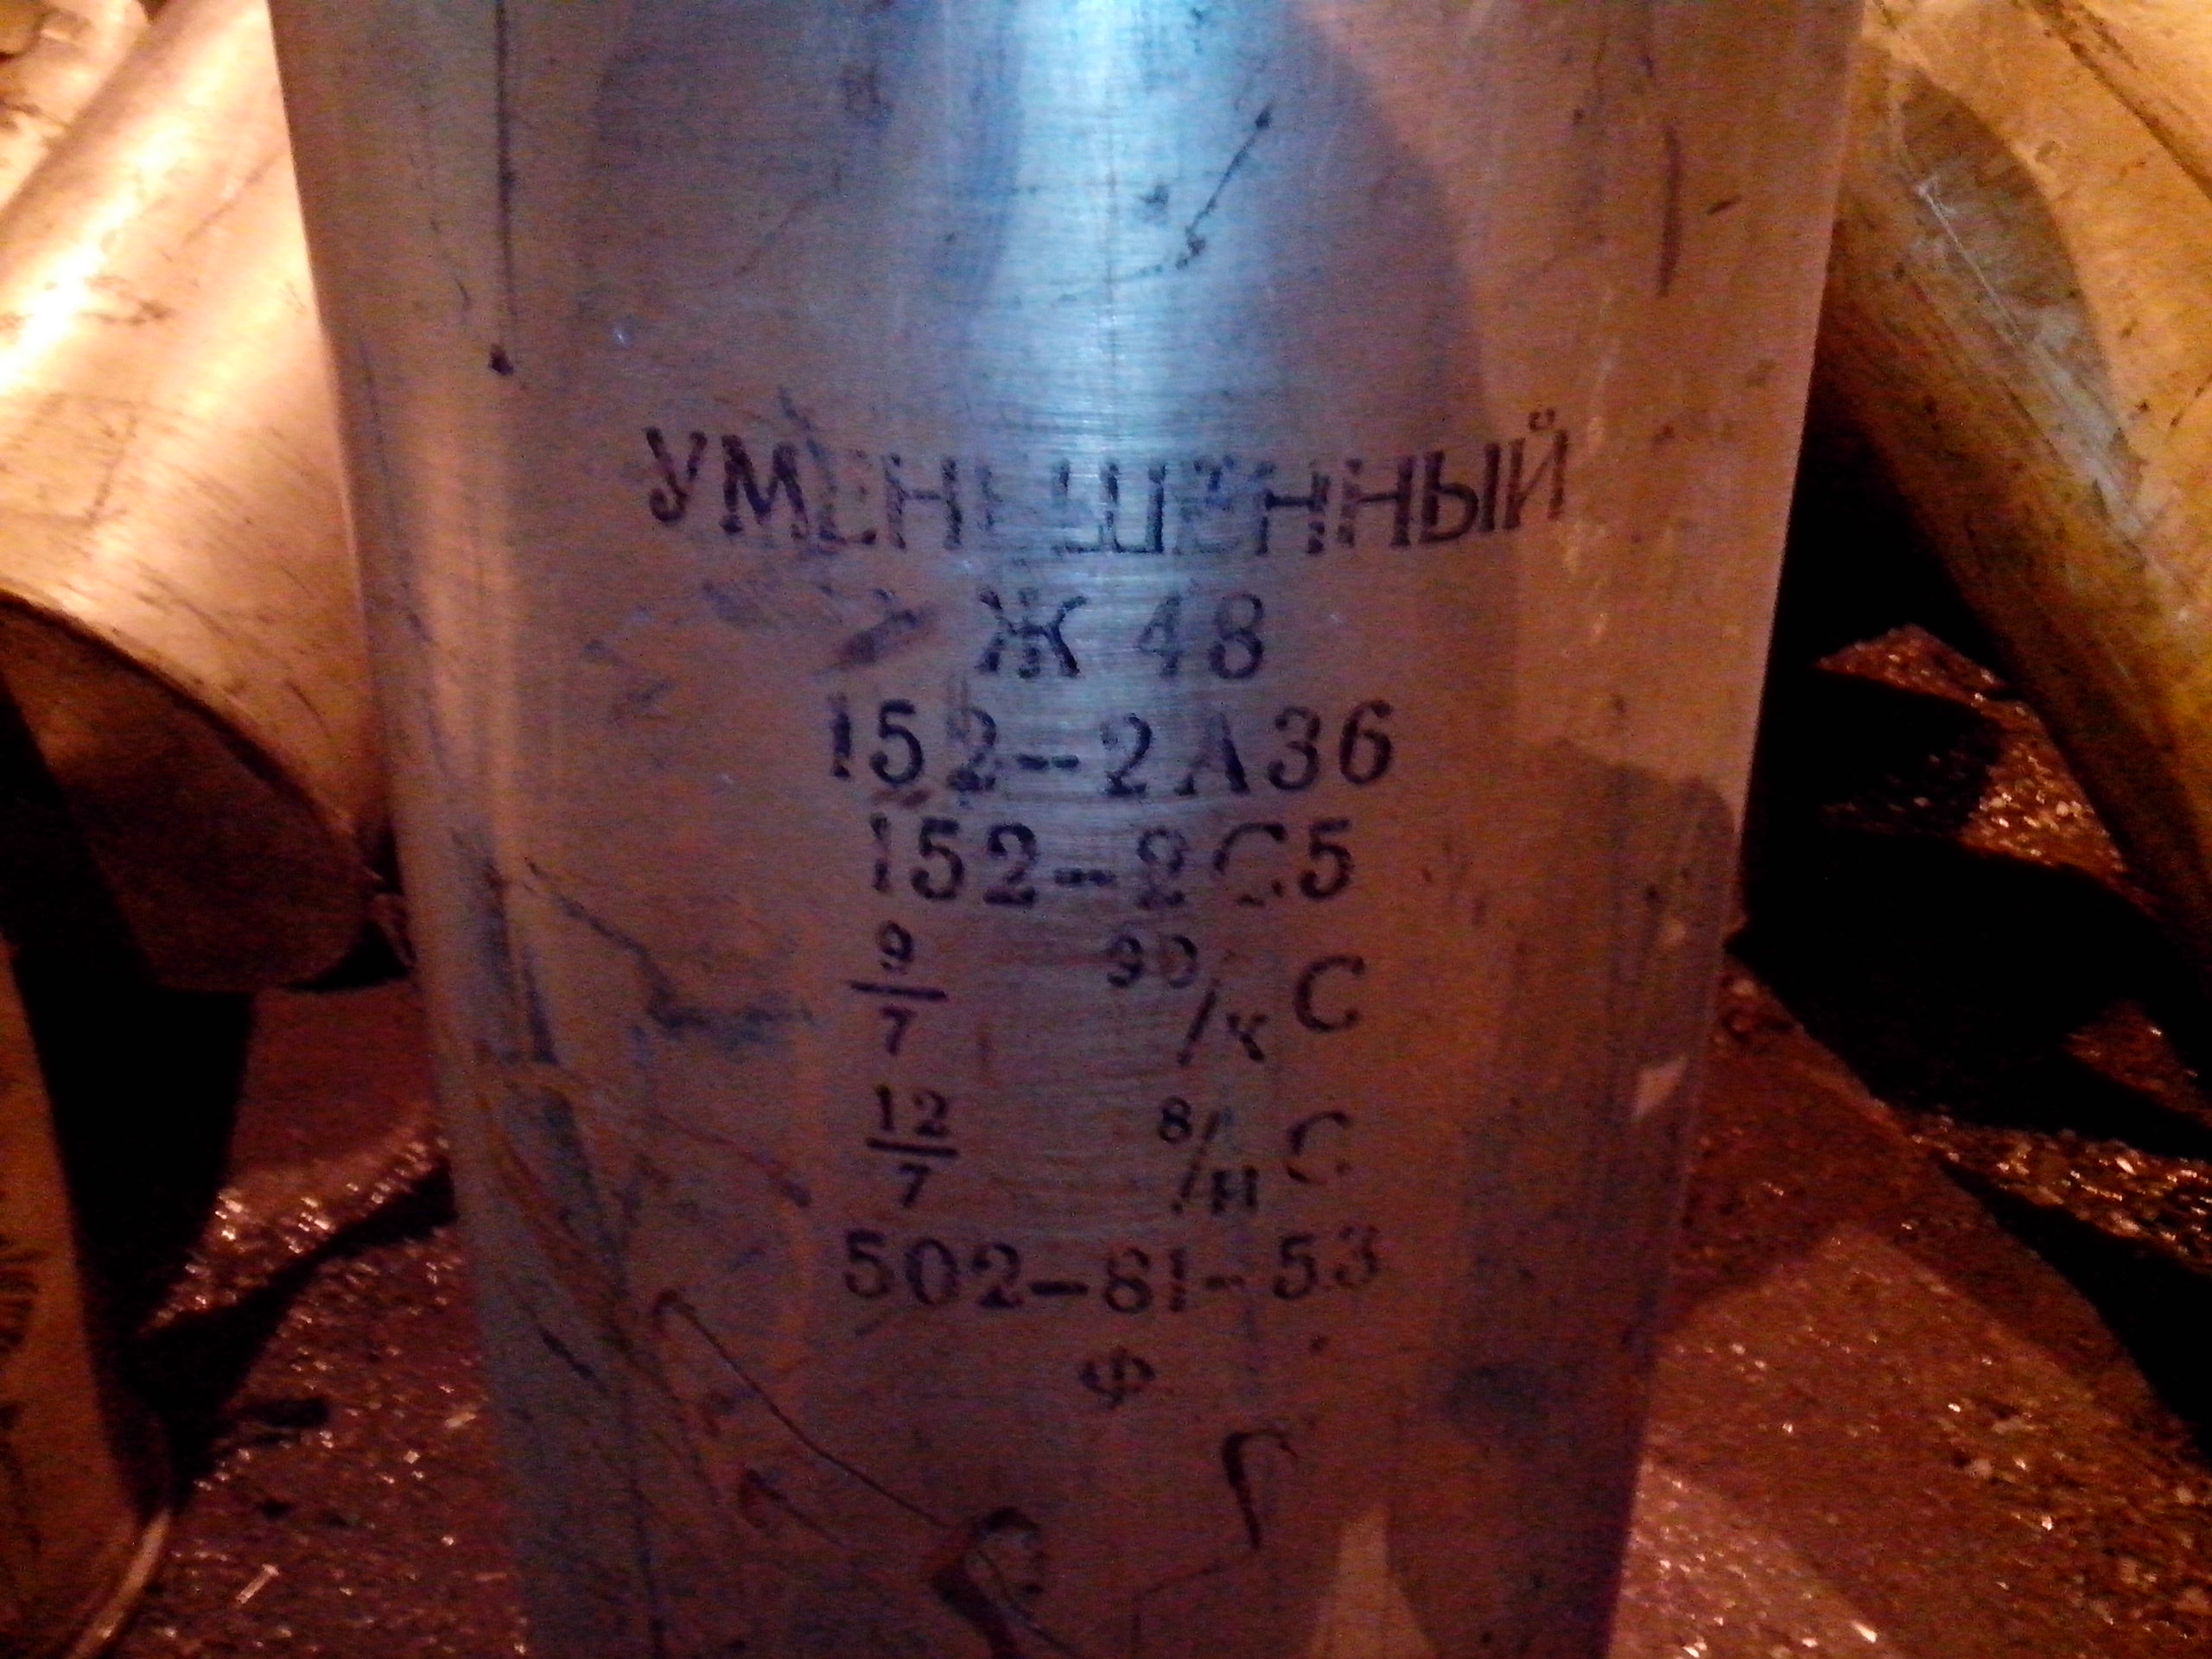 УМЕНЬШЕННЫЙ
Ж 48
152-2А36
152-2С5
9/7 90/к С
12/7 8/н С
502-81-53
Ф